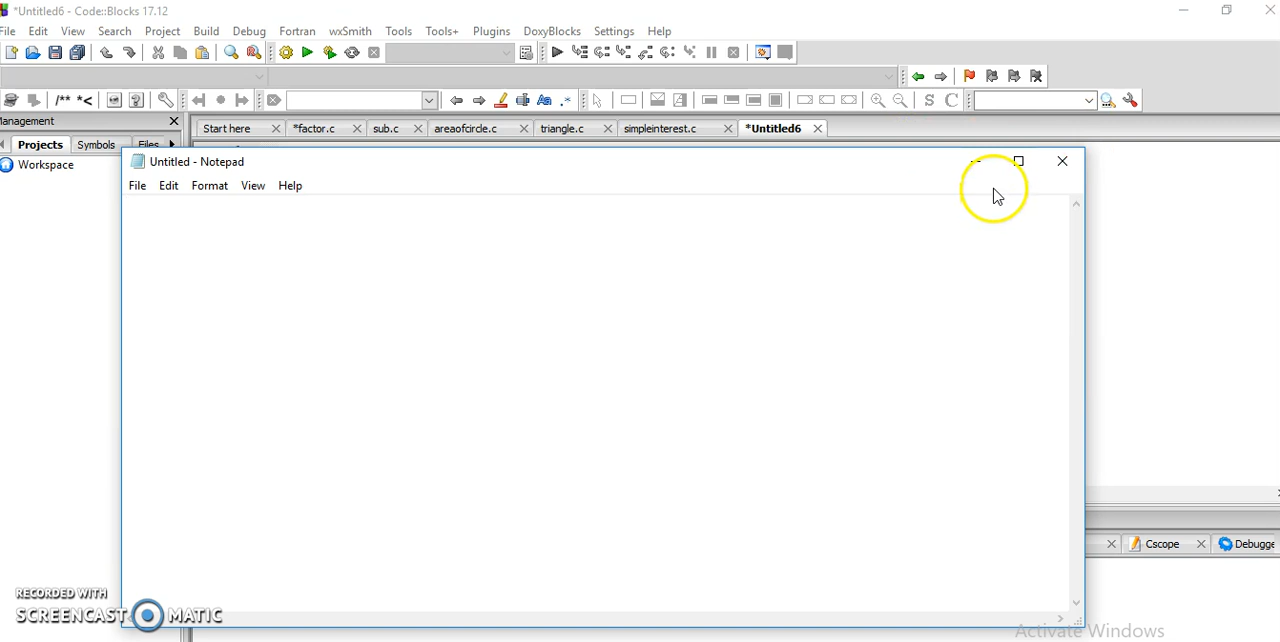 *Untitled6 - Code::Blocks 17.12
File Edit View Search Project Build Debug Fortran wxSmith Tools Tools+ Plugins DoxyBlocks Settings Help
/** *<
Aa .*
S C
anagement
Projects Symbols Files
Start here *factor.c sub.c areaofcircle.c triangle.c simpleinterest.c *Untitled6
Workspace
Untitled - Notepad
File Edit Format View Help
Cscope Debugge
RECORDED WITH
SCREENCAST MATIC
Activate Windows